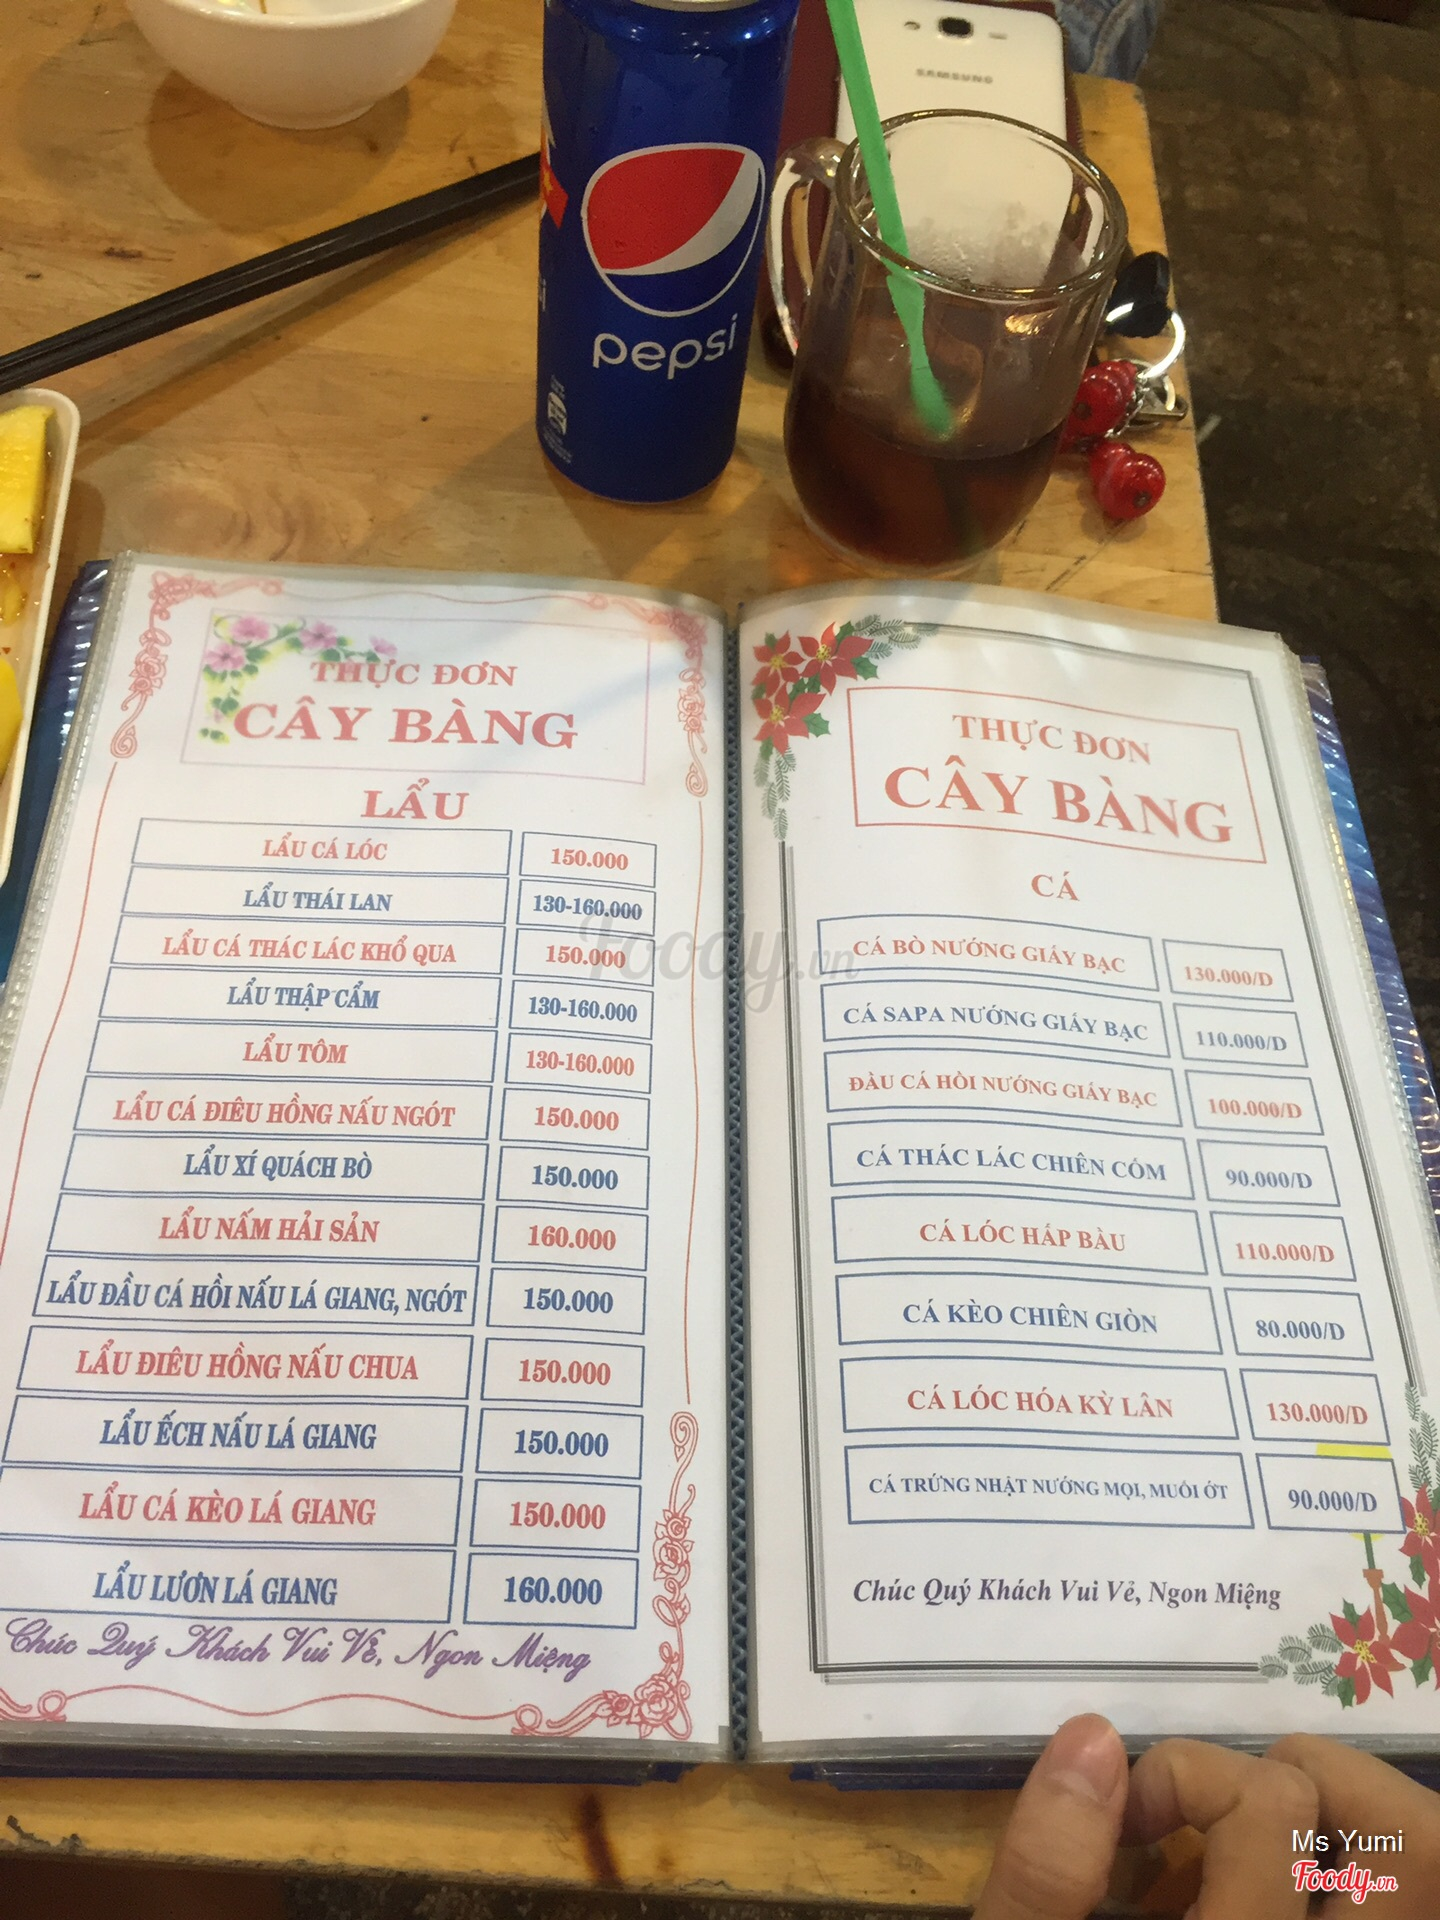 SAMSUNG
pepsi
THỰC ĐƠN
CÂY BÀNG
LẨU
LẨU CÁ LÓC 150.000
LẨU THÁI LAN 130-160.000
LẨU CÁ THÁC LÁC KHỔ QUA 150.000
LẨU THẬP CẨM 130-160.000
LẨU TÔM 130-160.000
LẨU CÁ ĐIÊU HỒNG NẤU NGÓT 150.000
LẨU XÍ QUÁCH BÒ 150.000
LẨU NẤM HẢI SẢN 160.000
LẨU ĐẦU CÁ HỒI NẤU LÁ GIANG, NGÓT 150.000
LẨU ĐIÊU HỒNG NẤU CHUA 150.000
LẨU ẾCH NẤU LÁ GIANG 150.000
LẨU CÁ KÈO LÁ GIANG 150.000
LẨU LƯƠN LÁ GIANG 160.000
Chúc Quý Khách Vui Vẻ, Ngon Miệng
THỰC ĐƠN
CÂY BÀNG
CÁ
CÁ BÒ NƯỚNG GIẤY BẠC 130.000/D
CÁ SAPA NƯỚNG GIẤY BẠC 110.000/D
ĐẦU CÁ HỒI NƯỚNG GIẤY BẠC 100.000/D
CÁ THÁC LÁC CHIÊN CỐM 90.000/D
CÁ LÓC HẤP BẦU 110.000/D
CÁ KÈO CHIÊN GIÒN 80.000/D
CÁ LÓC HÓA KỲ LÂN 130.000/D
CÁ TRỨNG NHẬT NƯỚNG MỌI, MUỐI ỚT 90.000/D
Chúc Quý Khách Vui Vẻ, Ngon Miệng
Foody.vn
Ms Yumi
Foody.vn